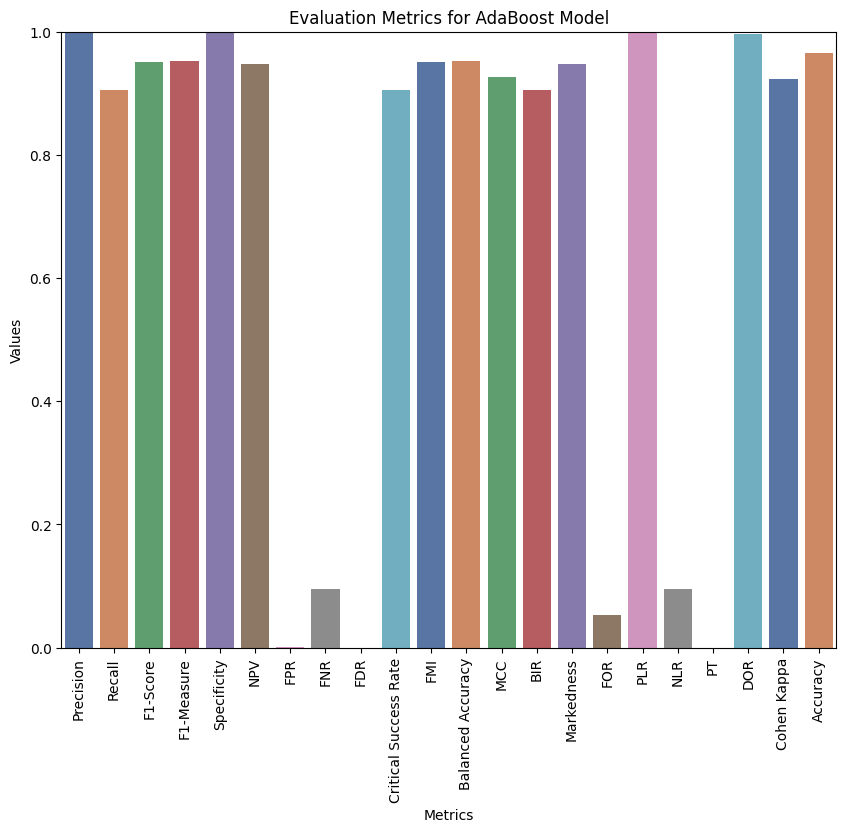 Evaluation Metrics for AdaBoost Model
1.0
0.8
0.6
0.4
0.2
0.0
Values
Precision
Recall
F1-Score
F1-Measure
Specificity
NPV
FPR
FNR
FDR
Critical Success Rate
FMI
Balanced Accuracy
MCC
BIR
Markedness
FOR
PLR
NLR
PT
DOR
Cohen Kappa
Accuracy
Metrics